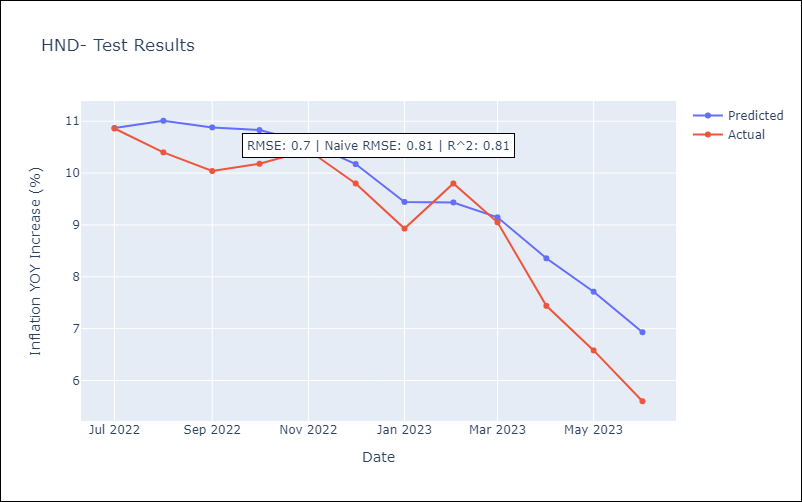 HND- Test Results
Predicted
Actual
RMSE: 0.7 | Naive RMSE: 0.81 | R^2: 0.81
Inflation YOY Increase (%)
11
10
9
8
7
6
Jul 2022 Sep 2022 Nov 2022 Jan 2023 Mar 2023 May 2023
Date